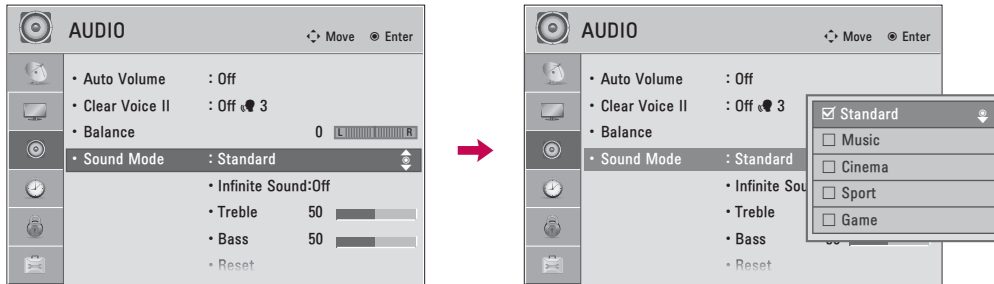 AUDIO
Move Enter
• Auto Volume : Off
• Clear Voice II : Off 3
• Balance 0 L R
• Sound Mode : Standard
• Infinite Sound:Off
• Treble 50
• Bass 50
• Reset
AUDIO
Move Enter
• Auto Volume : Off
• Clear Voice II : Off 3
• Balance
• Sound Mode : Standard
• Infinite Sou
• Treble
• Bass
• Reset
☑ Standard
☐ Music
☐ Cinema
☐ Sport
☐ Game